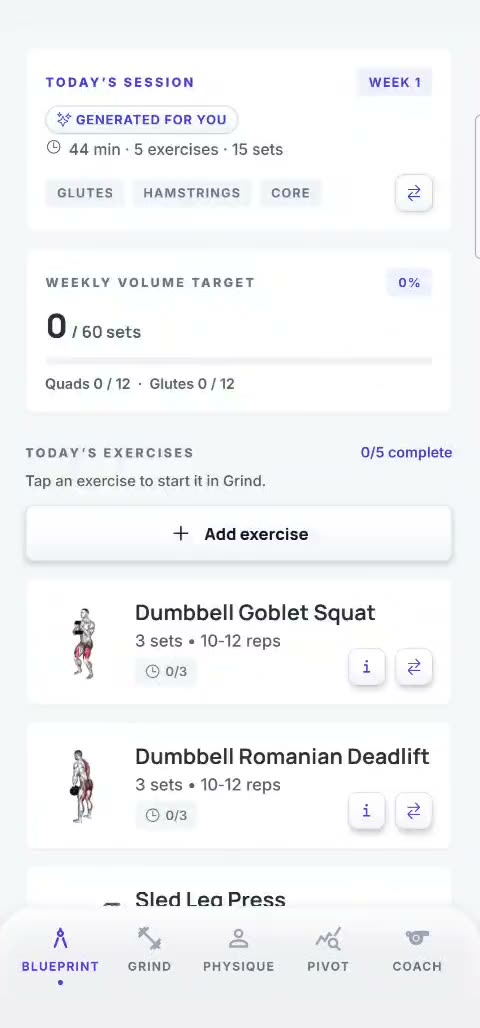 TODAY'S SESSION
WEEK 1
GENERATED FOR YOU
44 min · 5 exercises · 15 sets
GLUTES
HAMSTRINGS
CORE
WEEKLY VOLUME TARGET
0%
0 / 60 sets
Quads 0 / 12 · Glutes 0 / 12
TODAY'S EXERCISES
0/5 complete
Tap an exercise to start it in Grind.
+ Add exercise
Dumbbell Goblet Squat
3 sets • 10-12 reps
0/3
i
Dumbbell Romanian Deadlift
3 sets • 10-12 reps
0/3
i
Sled Leg Press
BLUEPRINT
GRIND
PHYSIQUE
PIVOT
COACH